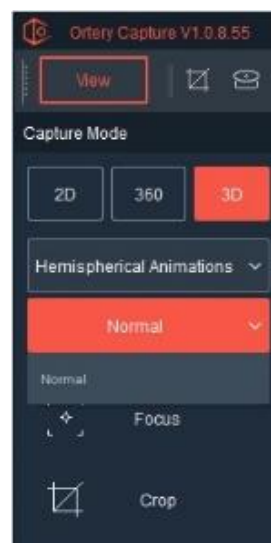 Ortery Capture V1.0.8.55
View
Capture Mode
2D 360 3D
Hemispherical Animations
Normal
Normal
Focus
Crop